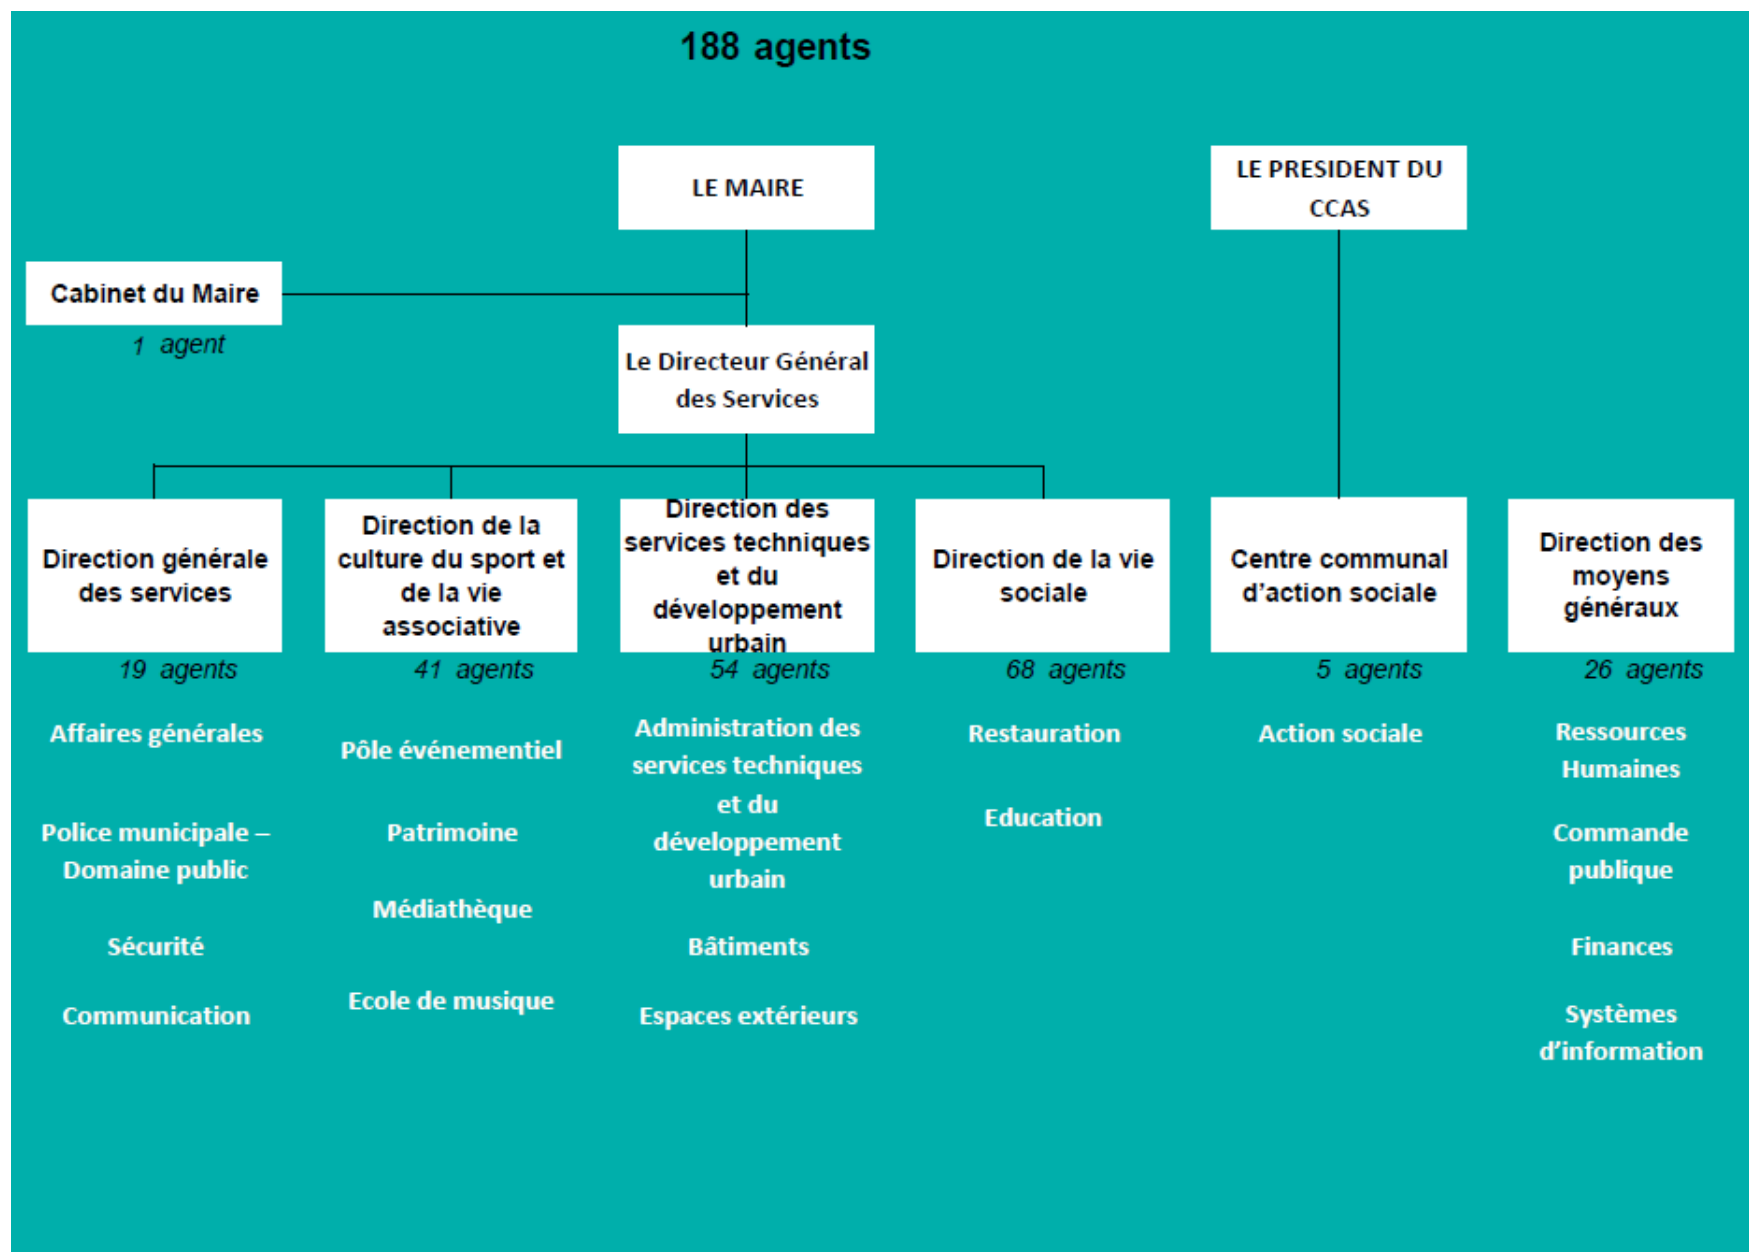 188 agents
LE MAIRE
LE PRESIDENT DU
CCAS
Cabinet du Maire
1 agent
Le Directeur Général
des Services
Direction générale
des services
19 agents
Affaires générales
Police municipale –
Domaine public
Sécurité
Communication
Direction de la
culture du sport et
de la vie
associative
41 agents
Pôle événementiel
Patrimoine
Médiathèque
Ecole de musique
Direction des
services techniques
et du
développement
urbain
54 agents
Administration des
services techniques
et du
développement
urbain
Bâtiments
Espaces extérieurs
Direction de la vie
sociale
68 agents
Restauration
Education
Centre communal
d’action sociale
5 agents
Action sociale
Direction des
moyens
généraux
26 agents
Ressources
Humaines
Commande
publique
Finances
Systèmes
d’information